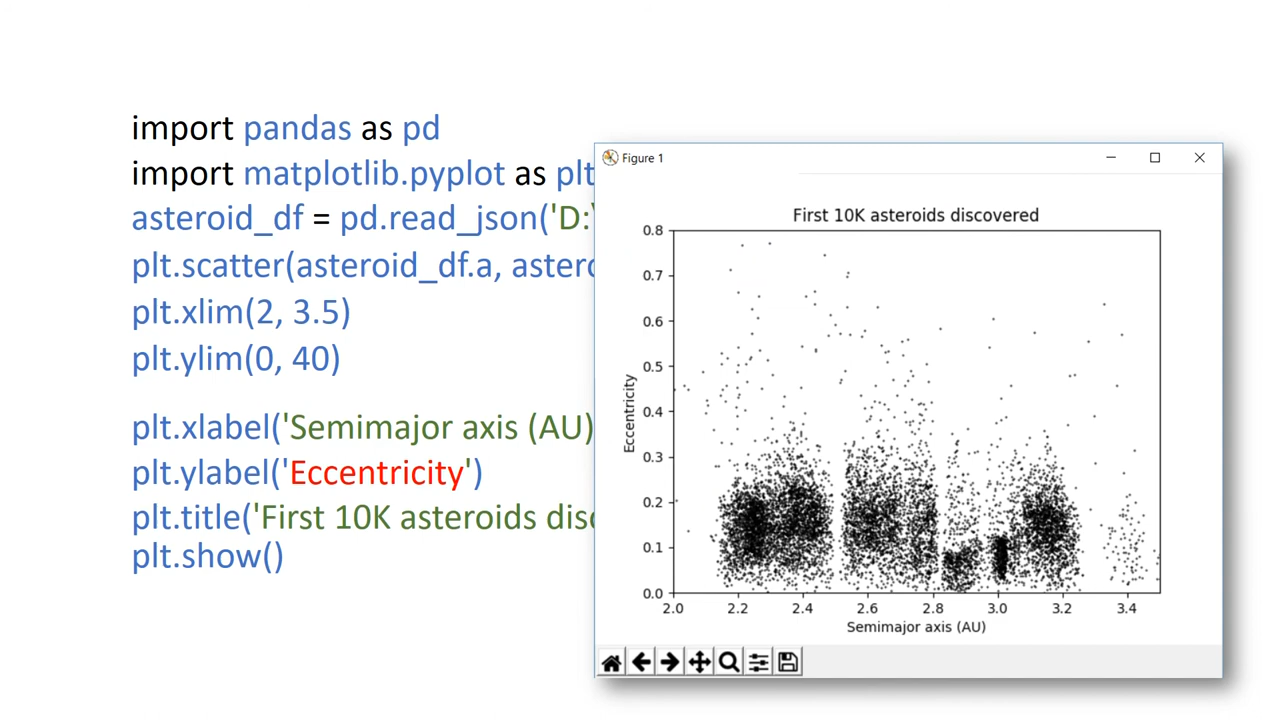 import pandas as pd
import matplotlib.pyplot as plt
asteroid_df = pd.read_json('D:\
plt.scatter(asteroid_df.a,
plt.xlim(2, 3.5)
plt.ylim(0, 40)
plt.xlabel('Semimajor axis (AU)
plt.ylabel('Eccentricity')
plt.title('First 10K asteroids
plt.show()
Figure 1
First 10K asteroids discovered
0.8
0.7
0.6
0.5
0.4
0.3
0.2
0.1
0.0
Eccentricity
2.0 2.2 2.4 2.6 2.8 3.0 3.2 3.4
Semimajor axis (AU)